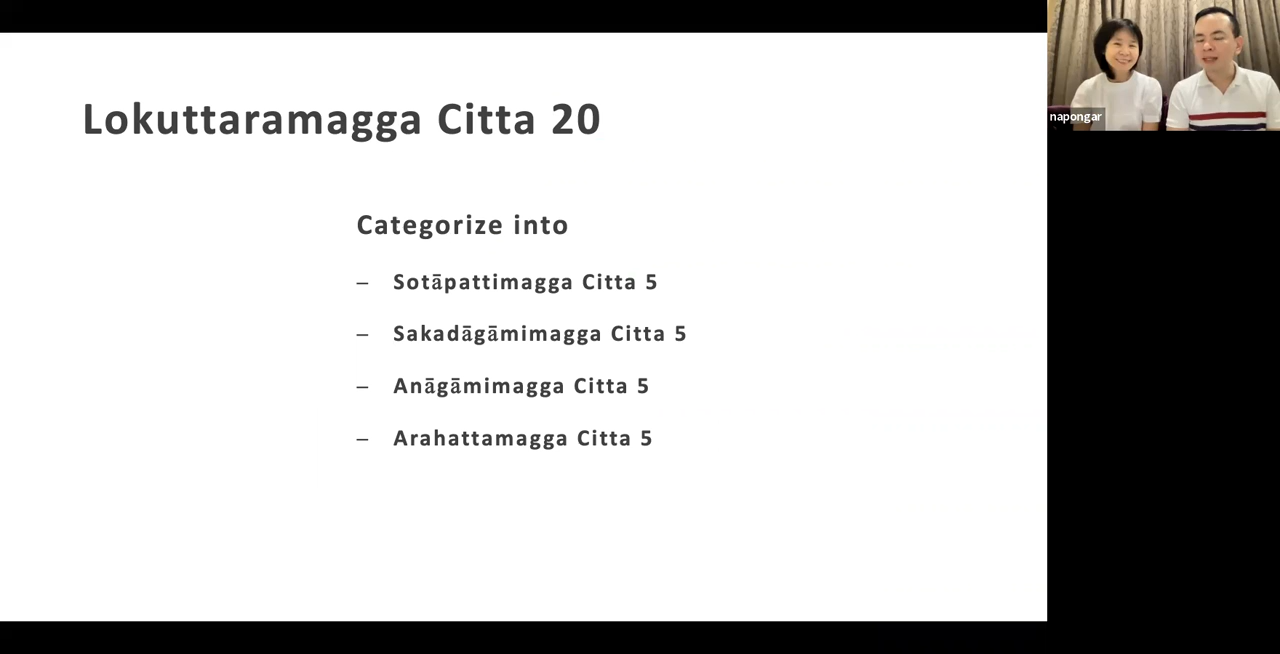 Lokuttaramagga Citta 20
Categorize into
– Sotāpattimagga Citta 5
– Sakadāgāmimagga Citta 5
– Anāgāmimagga Citta 5
– Arahattamagga Citta 5
napongar